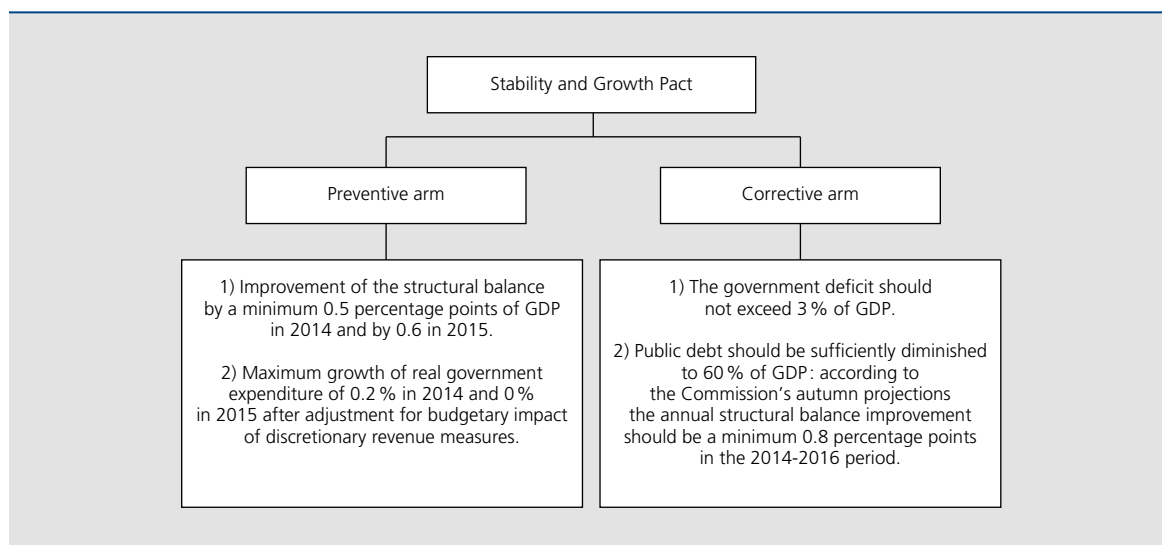 Stability and Growth Pact
Preventive arm
Corrective arm
1) Improvement of the structural balance
by a minimum 0.5 percentage points of GDP
in 2014 and by 0.6 in 2015.
2) Maximum growth of real government
expenditure of 0.2 % in 2014 and 0 %
in 2015 after adjustment for budgetary impact
of discretionary revenue measures.
1) The government deficit should
not exceed 3 % of GDP.
2) Public debt should be sufficiently diminished
to 60 % of GDP : according to
the Commission’s autumn projections
the annual structural balance improvement
should be a minimum 0.8 percentage points
in the 2014-2016 period.